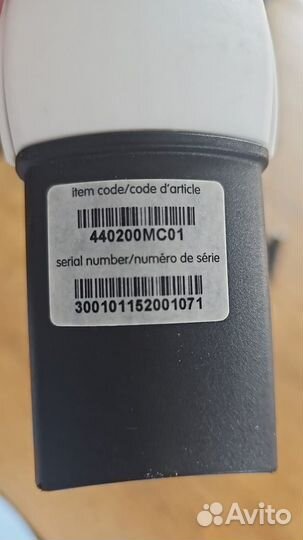 item code/code d'article
440200MC01
serial number/numéro de série
300101152001071
Avito